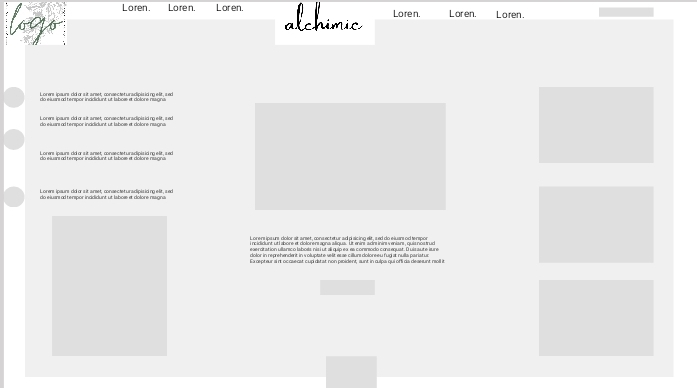 logo
Loren. Loren. Loren.
alchimic
Loren. Loren. Loren.
Lorem ipsum dolor sit amet, consectetur adipisicing elit, sed
do eiusmod tempor incididunt ut labore et dolore magna
Lorem ipsum dolor sit amet, consectetur adipisicing elit, sed
do eiusmod tempor incididunt ut labore et dolore magna
Lorem ipsum dolor sit amet, consectetur adipisicing elit, sed
do eiusmod tempor incididunt ut labore et dolore magna
Lorem ipsum dolor sit amet, consectetur adipisicing elit, sed
do eiusmod tempor incididunt ut labore et dolore magna
Lorem ipsum dolor sit amet, consectetur adipisicing elit, sed do eiusmod tempor
incididunt ut labore et dolore magna aliqua. Ut enim ad minim veniam, quis nostrud
exercitation ullamco laboris nisi ut aliquip ex ea commodo consequat. Duis aute irure
dolor in reprehenderit in voluptate velit esse cillum dolore eu fugiat nulla pariatur.
Excepteur sint occaecat cupidatat non proident, sunt in culpa qui officia deserunt mollit